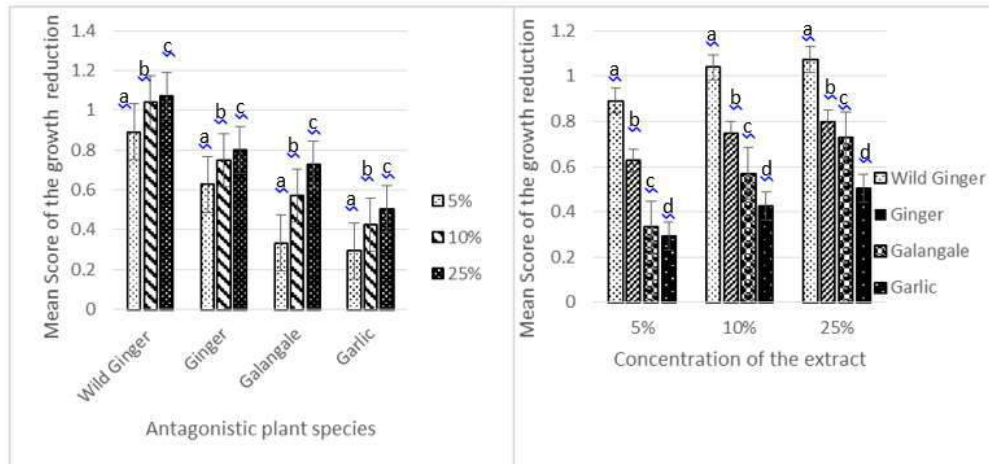 Mean Score of the growth reduction
1.4
1.2
1
0.8
0.6
0.4
0.2
0
a b c
a b c
a b c
a b c
Wild Ginger
Ginger
Galangale
Garlic
Antagonistic plant species
5%
10%
25%
Mean Score of the growth reduction
1.2
1
0.8
0.6
0.4
0.2
0
a b c d
a b c d
a b c d
5% 10% 25%
Concentration of the extract
Wild Ginger
Ginger
Galangale
Garlic